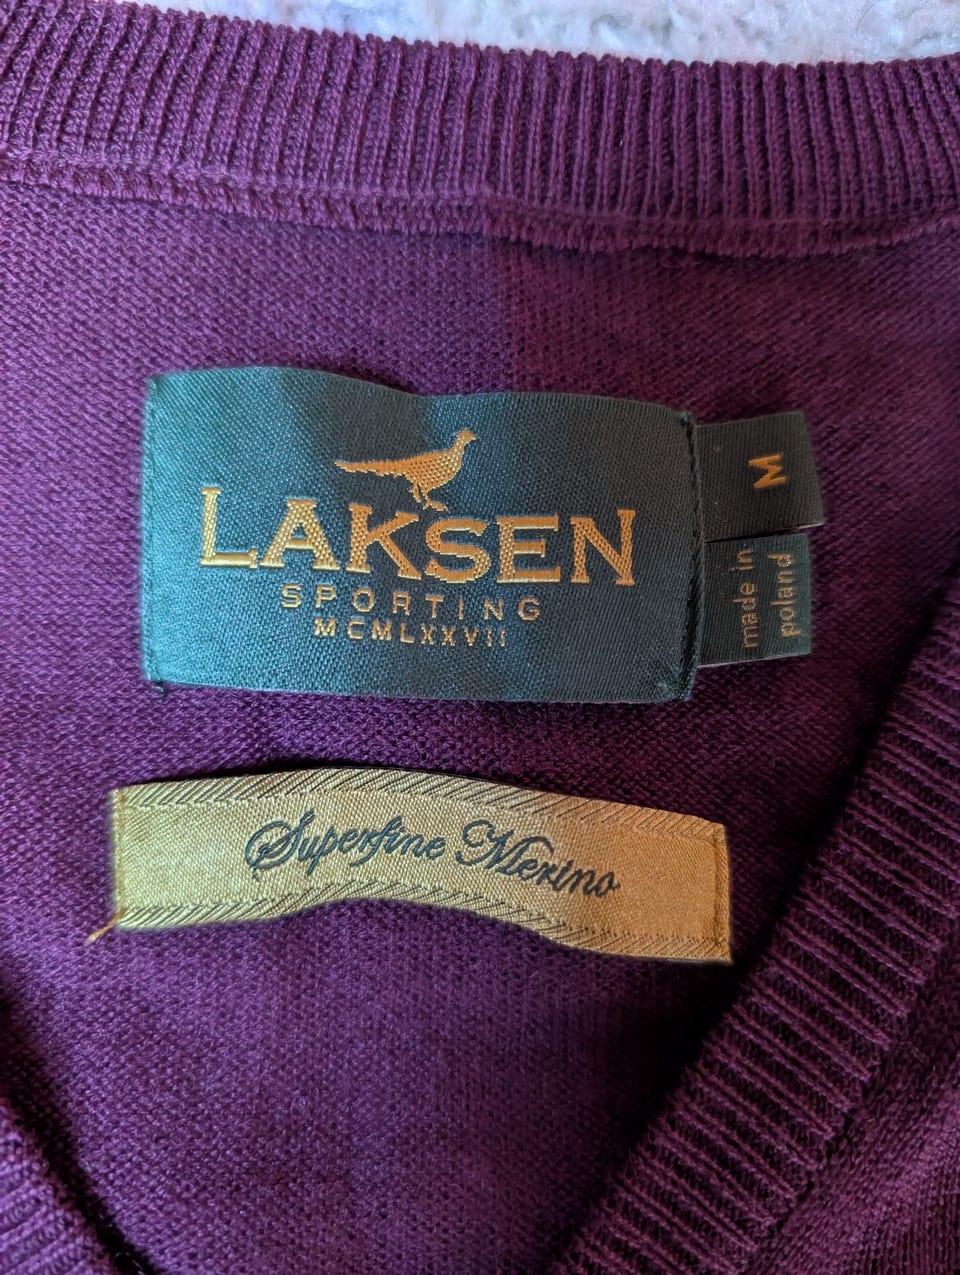 LAKSEN
SPORTING
MCMLXXVII
M
made in
poland
Superfine Merino